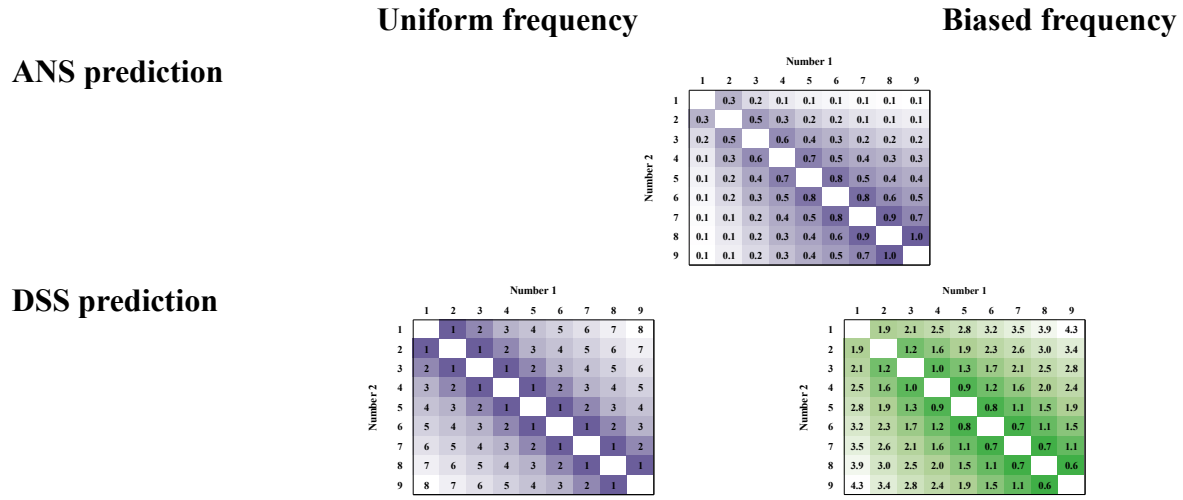 Uniform frequency Biased frequency
ANS prediction
Number 1
1 2 3 4 5 6 7 8 9
Number 2
1 0.3 0.2 0.1 0.1 0.1 0.1 0.1 0.1
2 0.3 0.5 0.3 0.2 0.2 0.1 0.1 0.1
3 0.2 0.5 0.6 0.4 0.3 0.2 0.2 0.2
4 0.1 0.3 0.6 0.7 0.5 0.4 0.3 0.3
5 0.1 0.2 0.4 0.7 0.8 0.5 0.4 0.4
6 0.1 0.2 0.3 0.5 0.8 0.8 0.6 0.5
7 0.1 0.1 0.2 0.4 0.5 0.8 0.9 0.7
8 0.1 0.1 0.2 0.3 0.4 0.6 0.9 1.0
9 0.1 0.1 0.2 0.3 0.4 0.5 0.7 1.0
DSS prediction
Number 1
1 2 3 4 5 6 7 8 9
Number 2
1 1 2 3 4 5 6 7 8
2 1 1 2 3 4 5 6 7
3 2 1 1 2 3 4 5 6
4 3 2 1 1 2 3 4 5
5 4 3 2 1 1 2 3 4
6 5 4 3 2 1 1 2 3
7 6 5 4 3 2 1 1 2
8 7 6 5 4 3 2 1 1
9 8 7 6 5 4 3 2 1
Number 1
1 2 3 4 5 6 7 8 9
Number 2
1 1.9 2.1 2.5 2.8 3.2 3.5 3.9 4.3
2 1.9 1.2 1.6 1.9 2.3 2.6 3.0 3.4
3 2.1 1.2 1.0 1.3 1.7 2.1 2.5 2.8
4 2.5 1.6 1.0 0.9 1.2 1.6 2.0 2.4
5 2.8 1.9 1.3 0.9 0.8 1.1 1.5 1.9
6 3.2 2.3 1.7 1.2 0.8 0.7 1.1 1.5
7 3.5 2.6 2.1 1.6 1.1 0.7 0.7 1.1
8 3.9 3.0 2.5 2.0 1.5 1.1 0.7 0.6
9 4.3 3.4 2.8 2.4 1.9 1.5 1.1 0.6